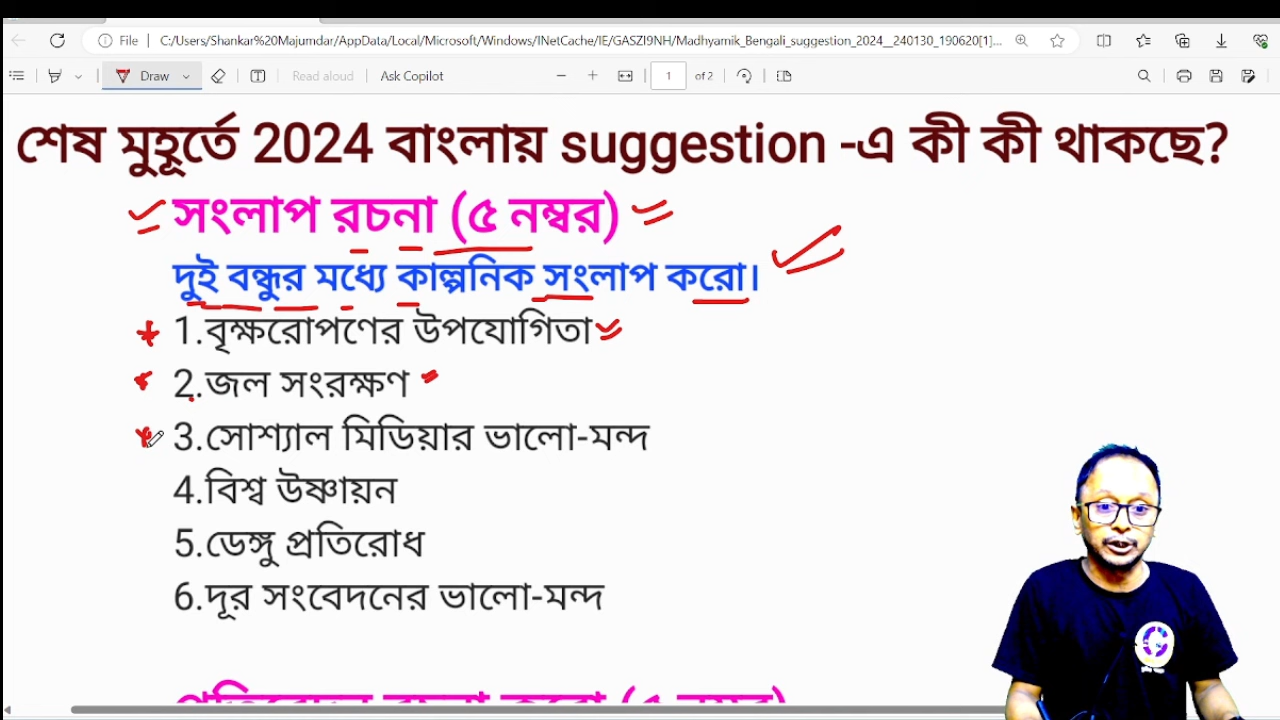 File C:/Users/Shankar%20Majumdar/AppData/Local/Microsoft/Windows/INetCache/IE/GASZI9NH/Madhyamik_Bengali_suggestion_2024__240130_190620[1]...
Draw Read aloud Ask Copilot 1 of 2
শেষ মুহূর্তে 2024 বাংলায় suggestion -এ কী কী থাকছে?
সংলাপ রচনা (৫ নম্বর)
দুই বন্ধুর মধ্যে কাল্পনিক সংলাপ করো।
1.বৃক্ষরোপণের উপযোগিতা
2.জল সংরক্ষণ
3.সোশ্যাল মিডিয়ার ভালো-মন্দ
4.বিশ্ব উষ্ণায়ন
5.ডেঙ্গু প্রতিরোধ
6.দূর সংবেদনের ভালো-মন্দ